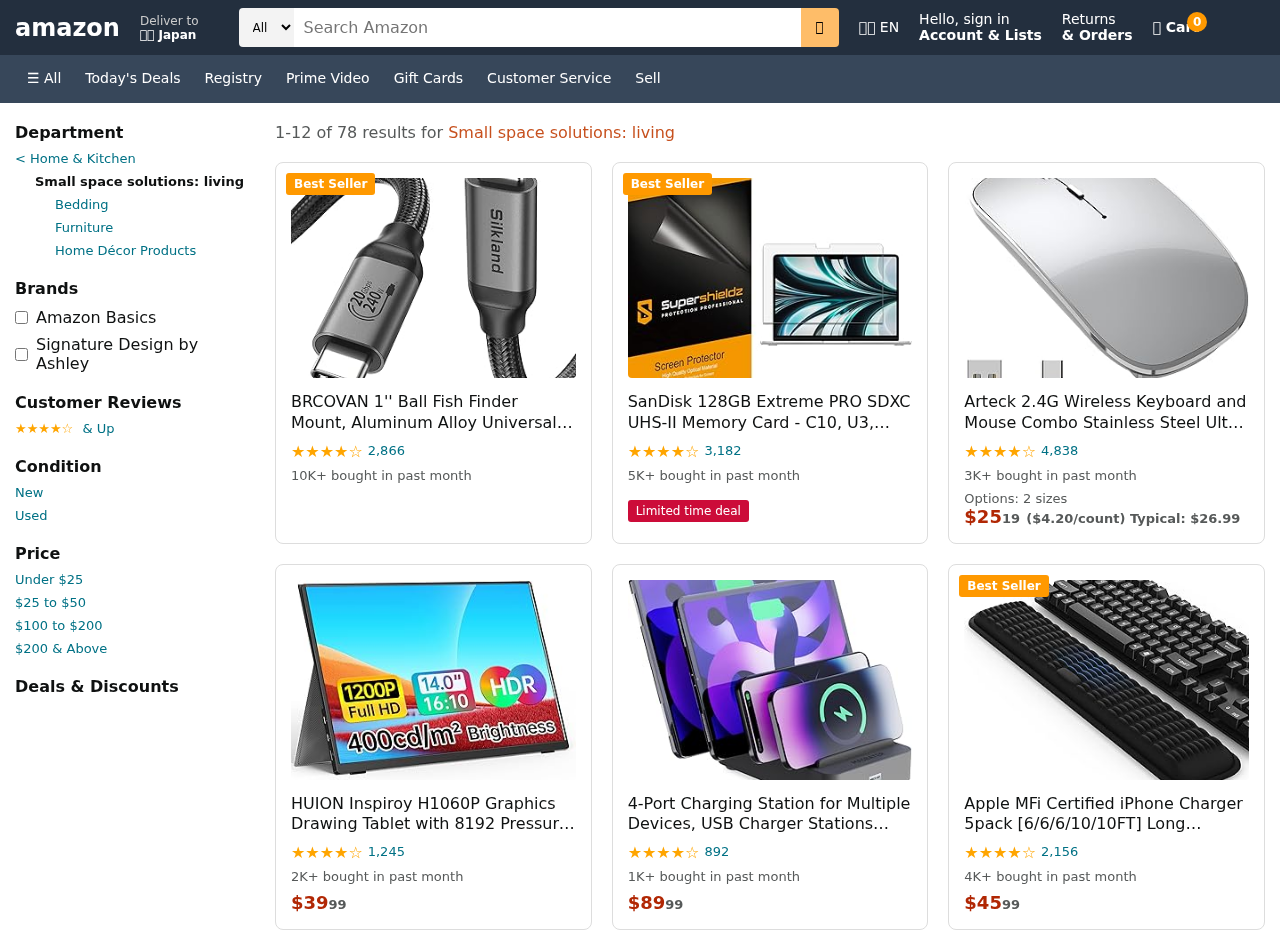 amazon
Deliver to
Japan
All
Search Amazon
EN
Hello, sign in
Account & Lists
Returns
& Orders
0
☰ All
Today's Deals
Registry
Prime Video
Gift Cards
Customer Service
Sell
Department
< Home & Kitchen
Small space solutions: living
Bedding
Furniture
Home Décor Products
Brands
Amazon Basics
Signature Design by
Ashley
Customer Reviews
★★★★☆ & Up
Condition
New
Used
Price
Under $25
$25 to $50
$100 to $200
$200 & Above
Deals & Discounts
1-12 of 78 results for Small space solutions: living
Best Seller
Silkland
20Gbps
240W
BRCOVAN 1'' Ball Fish Finder
Mount, Aluminum Alloy Universal…
★★★★☆ 2,866
10K+ bought in past month
Best Seller
Supershieldz
PROTECTION PROFESSIONAL
Screen Protector
High Quality Optical Material
SanDisk 128GB Extreme PRO SDXC
UHS-II Memory Card - C10, U3,…
★★★★☆ 3,182
5K+ bought in past month
Limited time deal
Arteck 2.4G Wireless Keyboard and
Mouse Combo Stainless Steel Ult…
★★★★☆ 4,838
3K+ bought in past month
Options: 2 sizes
$25 19 ($4.20/count) Typical: $26.99
1200P
Full HD
14.0"
16:10
HDR
400cd/m² Brightness
HUION Inspiroy H1060P Graphics
Drawing Tablet with 8192 Pressur…
★★★★☆ 1,245
2K+ bought in past month
$39 99
4-Port Charging Station for Multiple
Devices, USB Charger Stations…
★★★★☆ 892
1K+ bought in past month
$89 99
Best Seller
Apple MFi Certified iPhone Charger
5pack [6/6/6/10/10FT] Long…
★★★★☆ 2,156
4K+ bought in past month
$45 99